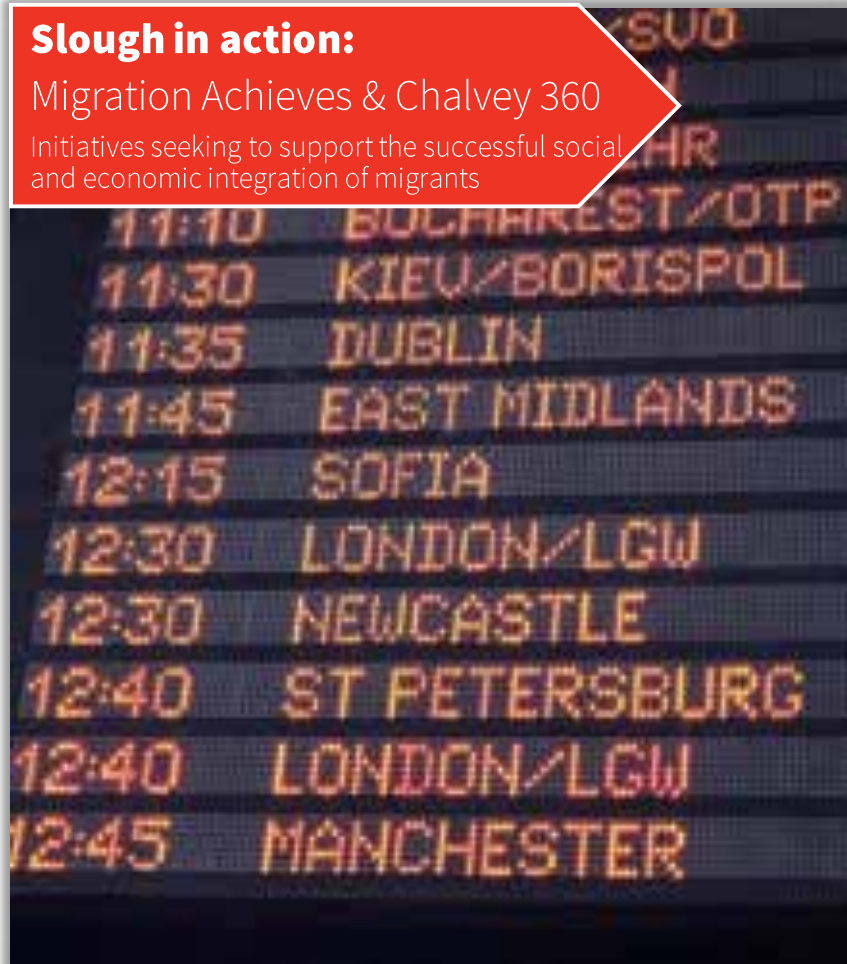 Slough in action:
Migration Achieves & Chalvey 360
Initiatives seeking to support the successful social
and economic integration of migrants
/SVO
LHR
11:10 BUCHAREST/OTP
11:30 KIEV/BORISPOL
11:35 DUBLIN
11:45 EAST MIDLANDS
12:15 SOFIA
12:30 LONDON/LGW
12:30 NEWCASTLE
12:40 ST PETERSBURG
12:40 LONDON/LGW
12:45 MANCHESTER